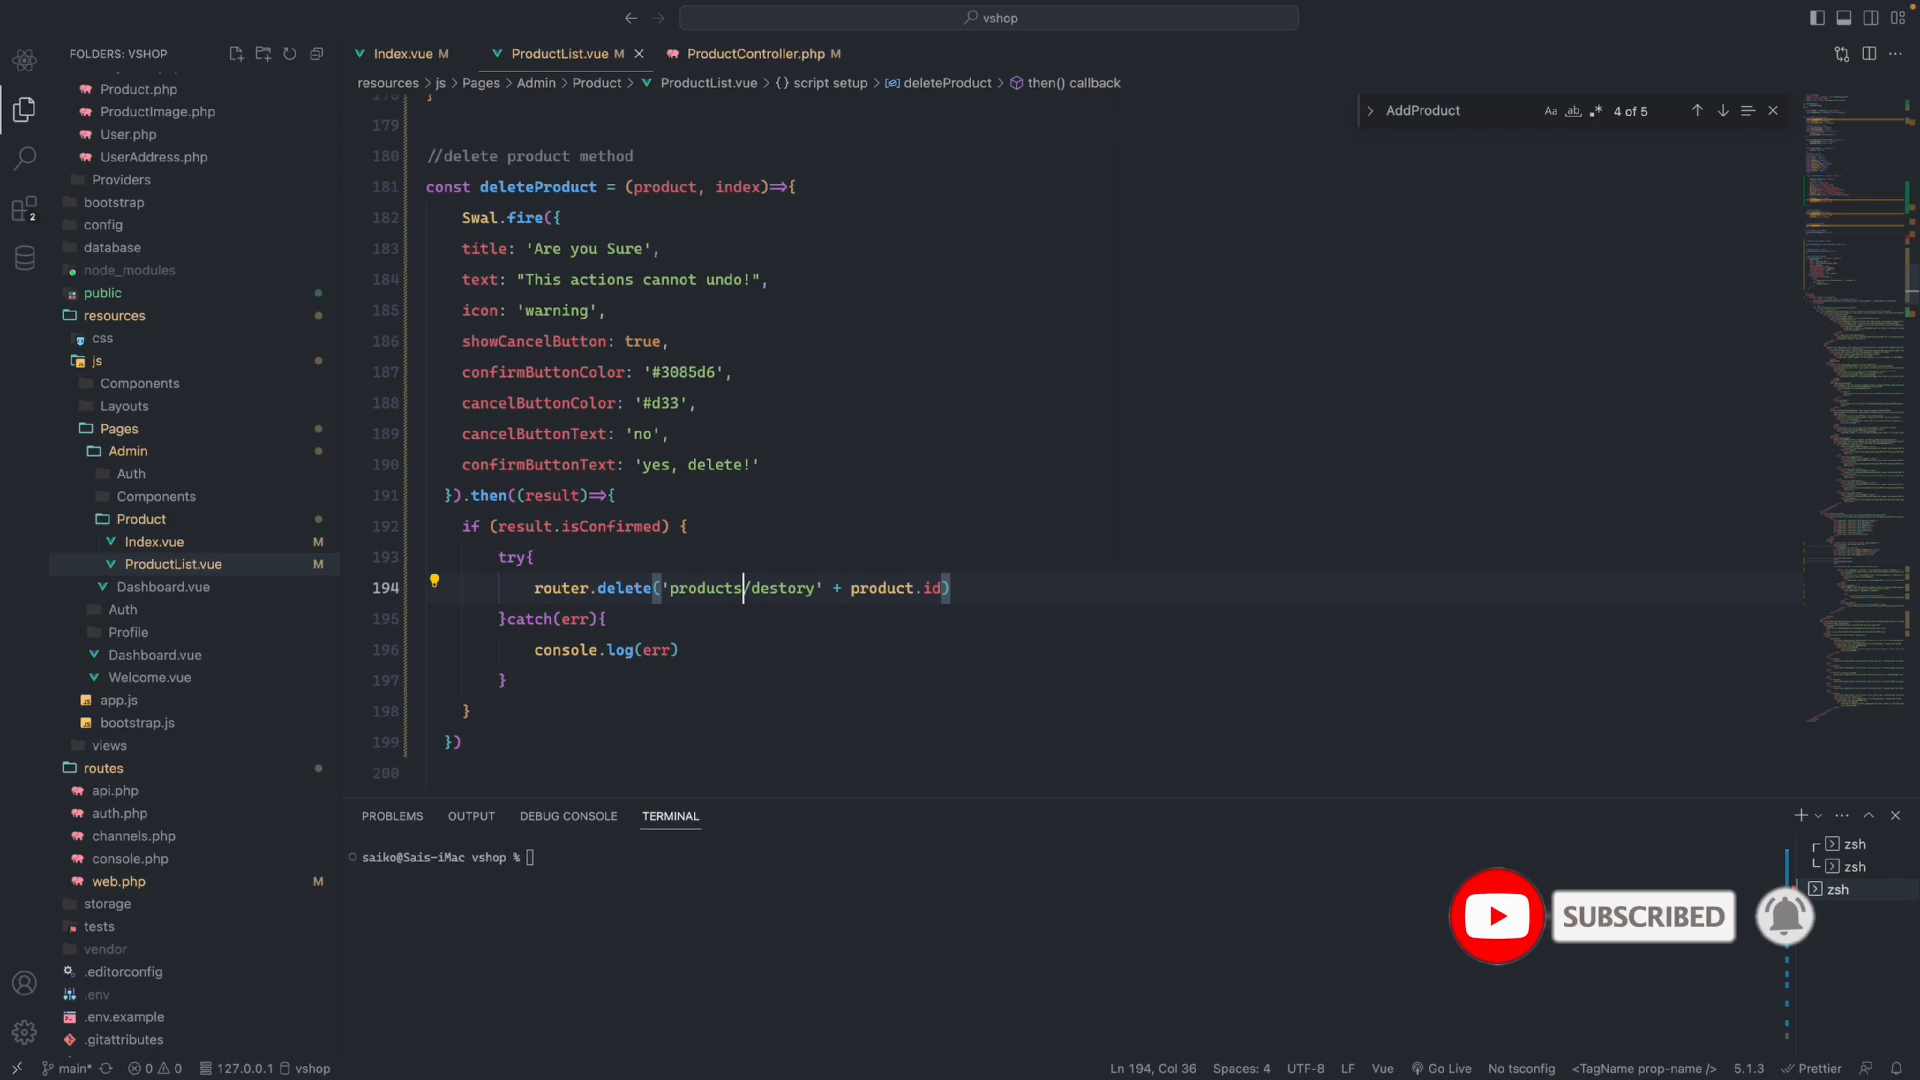 vshop
FOLDERS: VSHOP
Product.php
ProductImage.php
User.php
UserAddress.php
Providers
bootstrap
config
database
node_modules
public
resources
css
js
Components
Layouts
Pages
Admin
Auth
Components
Product
Index.vue M
ProductList.vue M
Dashboard.vue
Auth
Profile
Dashboard.vue
Welcome.vue
app.js
bootstrap.js
views
routes
api.php
auth.php
channels.php
console.php
web.php M
storage
tests
vendor
.editorconfig
.env
.env.example
.gitattributes
2
Index.vue M
ProductList.vue M
ProductController.php M
resources > js > Pages > Admin > Product > ProductList.vue > {} script setup > deleteProduct > then() callback
AddProduct Aa ab 4 of 5
179
180 //delete product method
181 const deleteProduct = (product, index)=>{
182 Swal.fire({
183 title: 'Are you Sure',
184 text: "This actions cannot undo!",
185 icon: 'warning',
186 showCancelButton: true,
187 confirmButtonColor: '#3085d6',
188 cancelButtonColor: '#d33',
189 cancelButtonText: 'no',
190 confirmButtonText: 'yes, delete!'
191 }).then((result)=>{
192 if (result.isConfirmed) {
193 try{
194 router.delete('products/destory' + product.id)
195 }catch(err){
196 console.log(err)
197 }
198 }
199 })
200
PROBLEMS OUTPUT DEBUG CONSOLE TERMINAL
saiko@Sais-iMac vshop %
zsh
zsh
zsh
SUBSCRIBED
main* 0 0 127.0.0.1 vshop
Ln 194, Col 36 Spaces: 4 UTF-8 LF Vue Go Live No tsconfig <TagName prop-name /> 5.1.3 Prettier